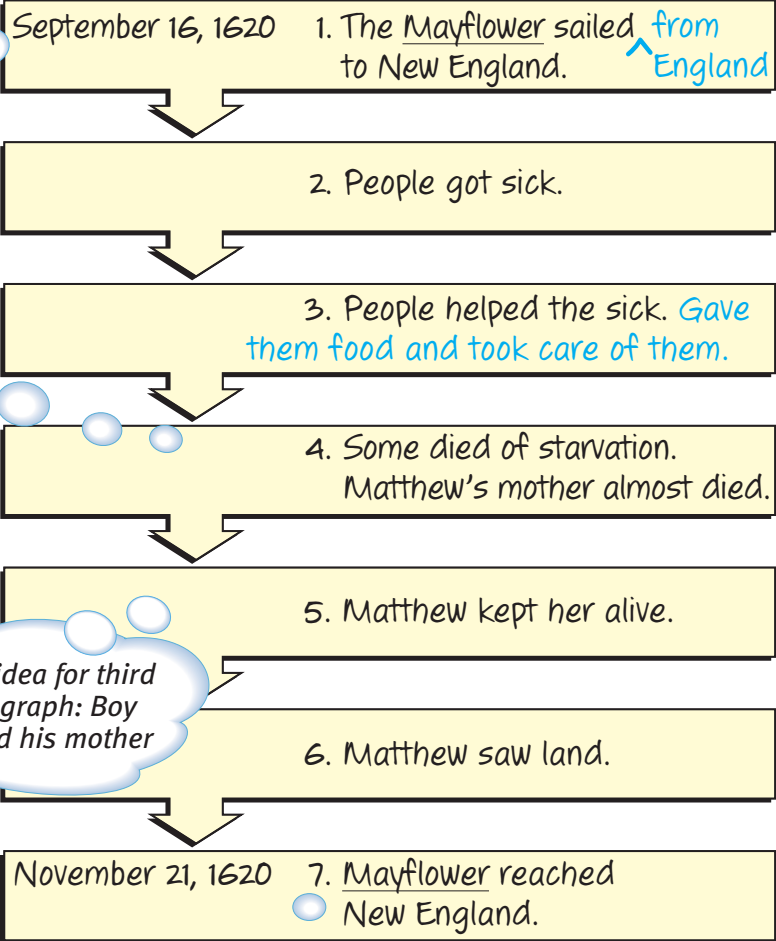 September 16, 1620 1. The Mayflower sailed from
to New England. ^ England
2. People got sick.
3. People helped the sick. Gave
them food and took care of them.
4. Some died of starvation.
Matthew's mother almost died.
5. Matthew kept her alive.
idea for third
graph: Boy
d his mother
6. Matthew saw land.
November 21, 1620 7. Mayflower reached
New England.